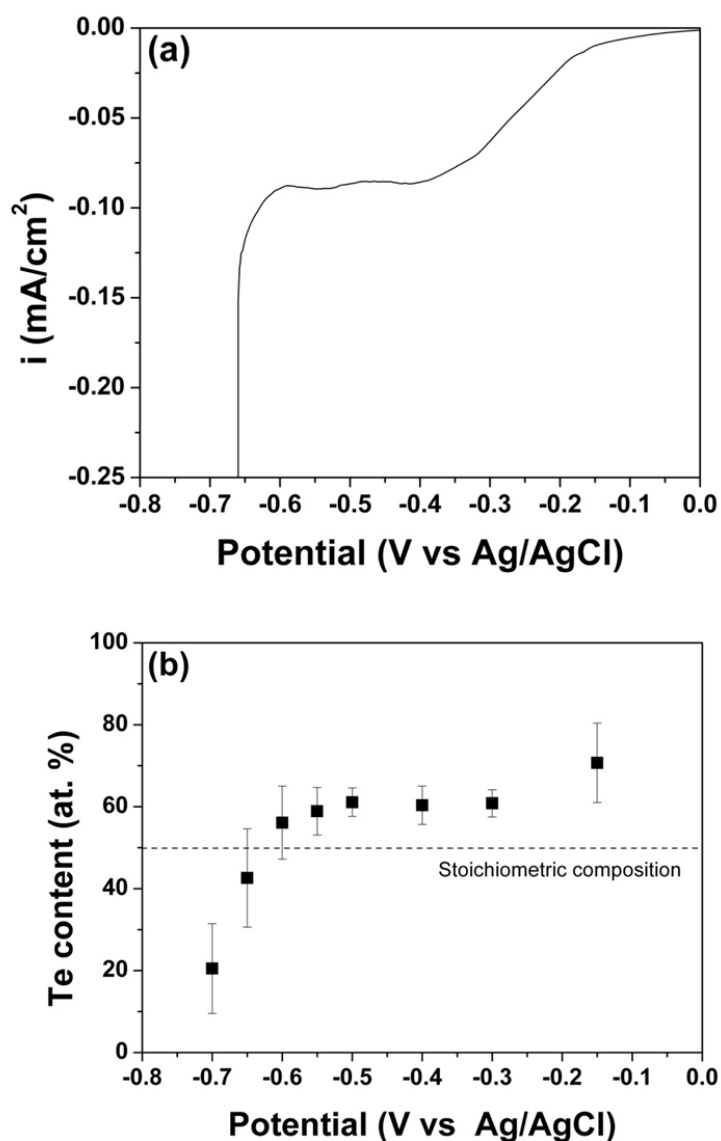 (a)
0.00
-0.05
-0.10
-0.15
-0.20
-0.25
i (mA/cm²)
-0.8 -0.7 -0.6 -0.5 -0.4 -0.3 -0.2 -0.1 0.0
Potential (V vs Ag/AgCl)
(b)
100
80
60
40
20
0
Te content (at. %)
Stoichiometric composition
-0.8 -0.7 -0.6 -0.5 -0.4 -0.3 -0.2 -0.1 0.0
Potential (V vs Ag/AgCl)